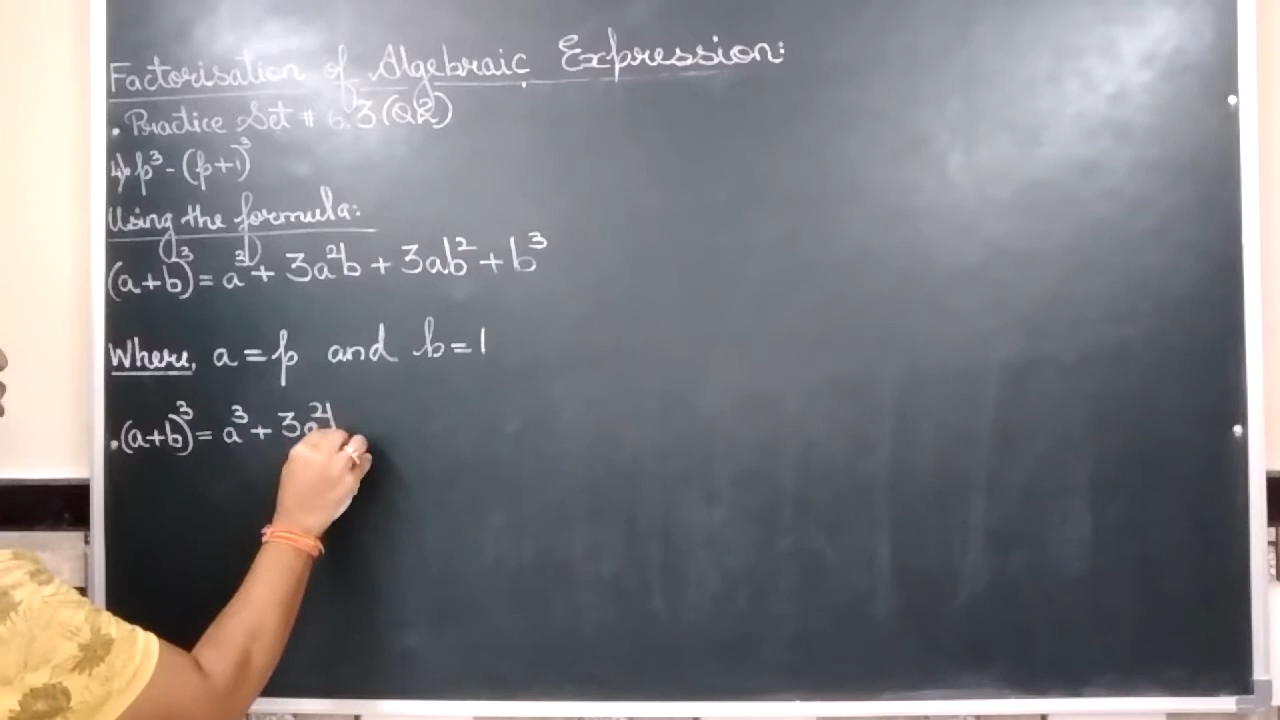 Factorisation of Algebraic Expression:
. Practice Set # 6.3 (Q2)
4) p³ - (p+1)³
Using the formula:
(a+b)³ = a³ + 3a²b + 3ab² + b³
Where, a = p and b = 1
. (a+b)³ = a³ + 3a²